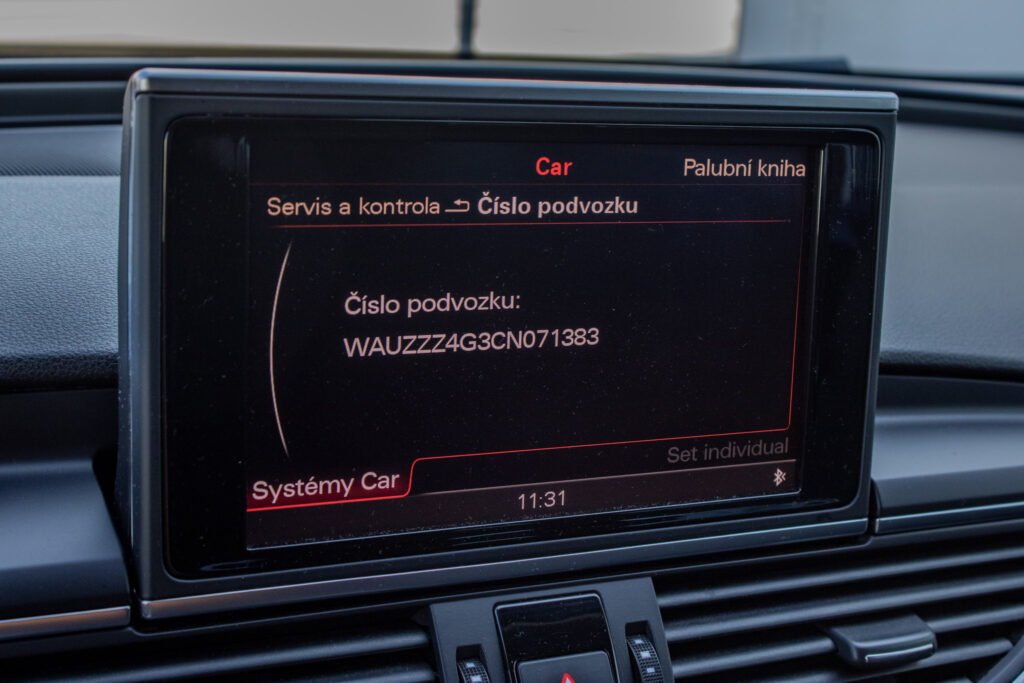 Car
Palubní kniha
Servis a kontrola Číslo podvozku
Číslo podvozku:
WAUZZZ4G3CN071383
Set individual
Systémy Car
11:31